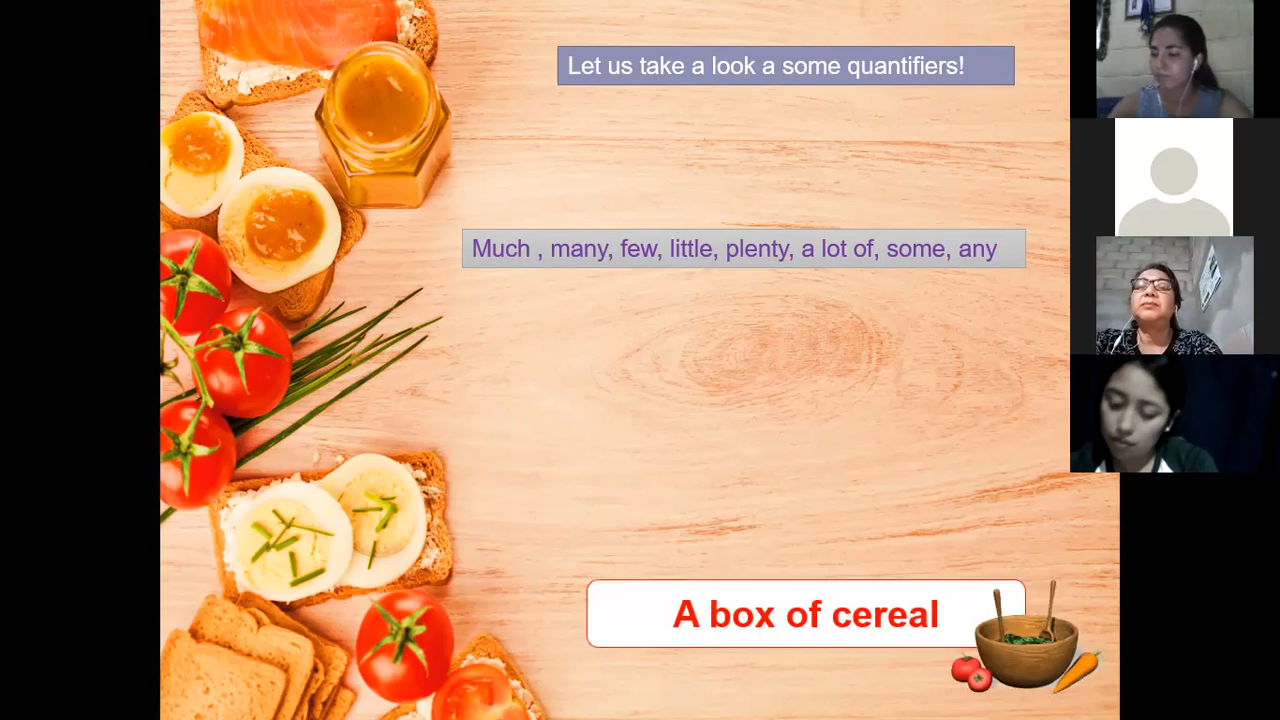 Let us take a look a some quantifiers!
Much , many, few, little, plenty, a lot of, some, any
A box of cereal